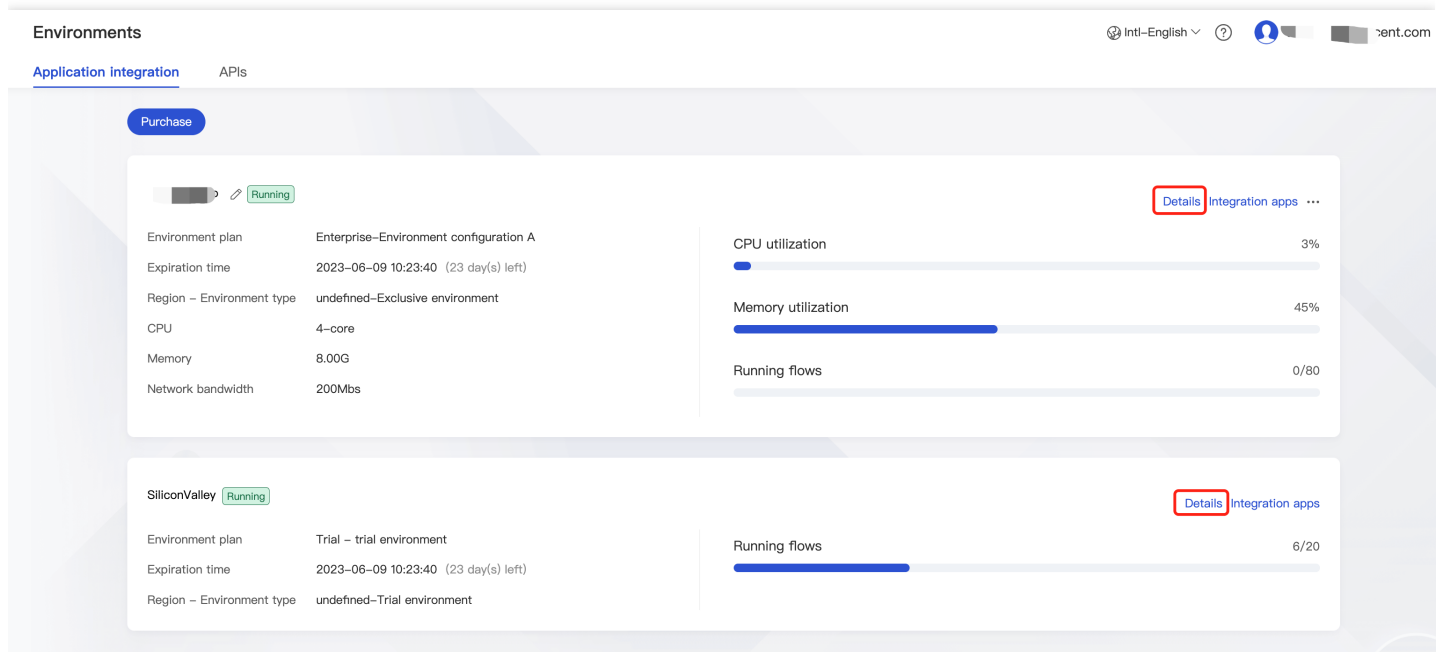 Environments
Intl-English
?
Application integration
APIs
Purchase
Running
Details
Integration apps
...
Environment plan
Enterprise-Environment configuration A
CPU utilization
3%
Expiration time
2023-06-09 10:23:40 (23 day(s) left)
Region - Environment type
undefined-Exclusive environment
Memory utilization
45%
CPU
4-core
Memory
8.00G
Running flows
0/80
Network bandwidth
200Mbs
SiliconValley
Running
Details
Integration apps
Environment plan
Trial - trial environment
Running flows
6/20
Expiration time
2023-06-09 10:23:40 (23 day(s) left)
Region - Environment type
undefined-Trial environment